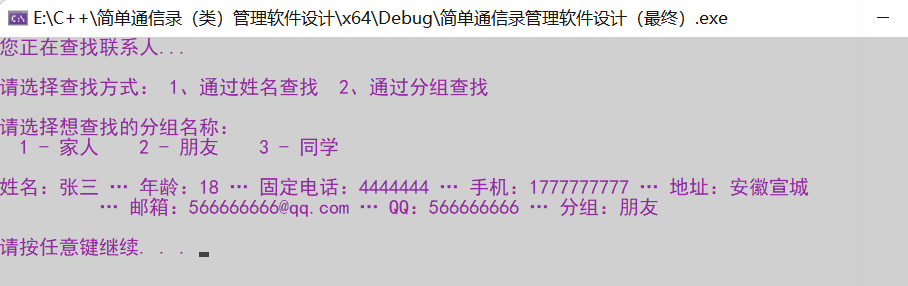 E:\C++\简单通信录（类）管理软件设计\x64\Debug\简单通信录管理软件设计（最终）.exe
您正在查找联系人...
请选择查找方式： 1、通过姓名查找  2、通过分组查找
请选择想查找的分组名称：
1 - 家人    2 - 朋友    3 - 同学
姓名：张三 … 年龄：18 … 固定电话：4444444 … 手机：1777777777 … 地址：安徽宣城
… 邮箱：566666666@qq.com … QQ：566666666 … 分组：朋友
请按任意键继续. . .